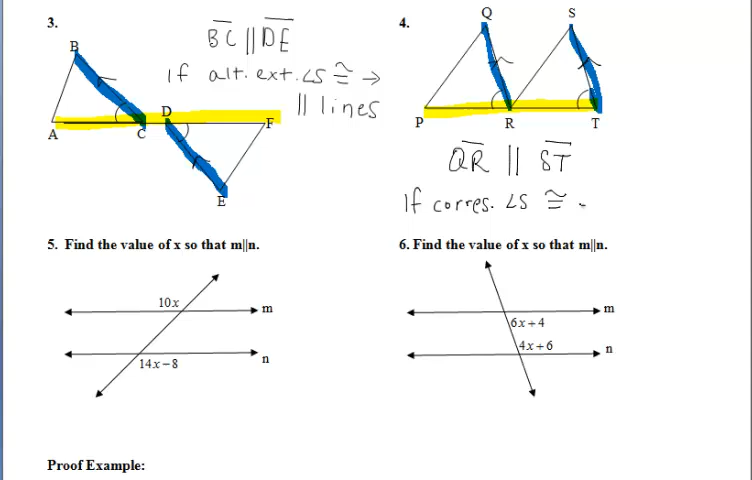 3.
B
A
C
D
F
E
BC || DE
If alt. ext. ∠S ≅ →
|| lines
4.
Q
S
P
R
T
QR || ST
If corres. ∠S ≅
5. Find the value of x so that m||n.
10x
m
14x – 8
n
6. Find the value of x so that m||n.
6x + 4
m
4x + 6
n
Proof Example: